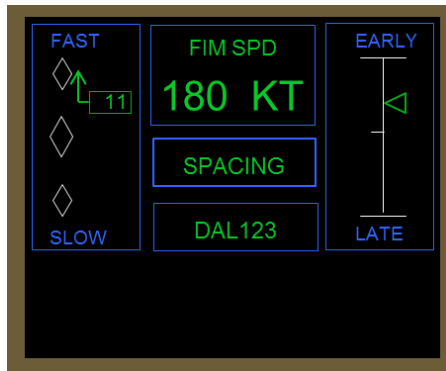 FAST
11
SLOW
FIM SPD
180 KT
SPACING
DAL123
EARLY
LATE